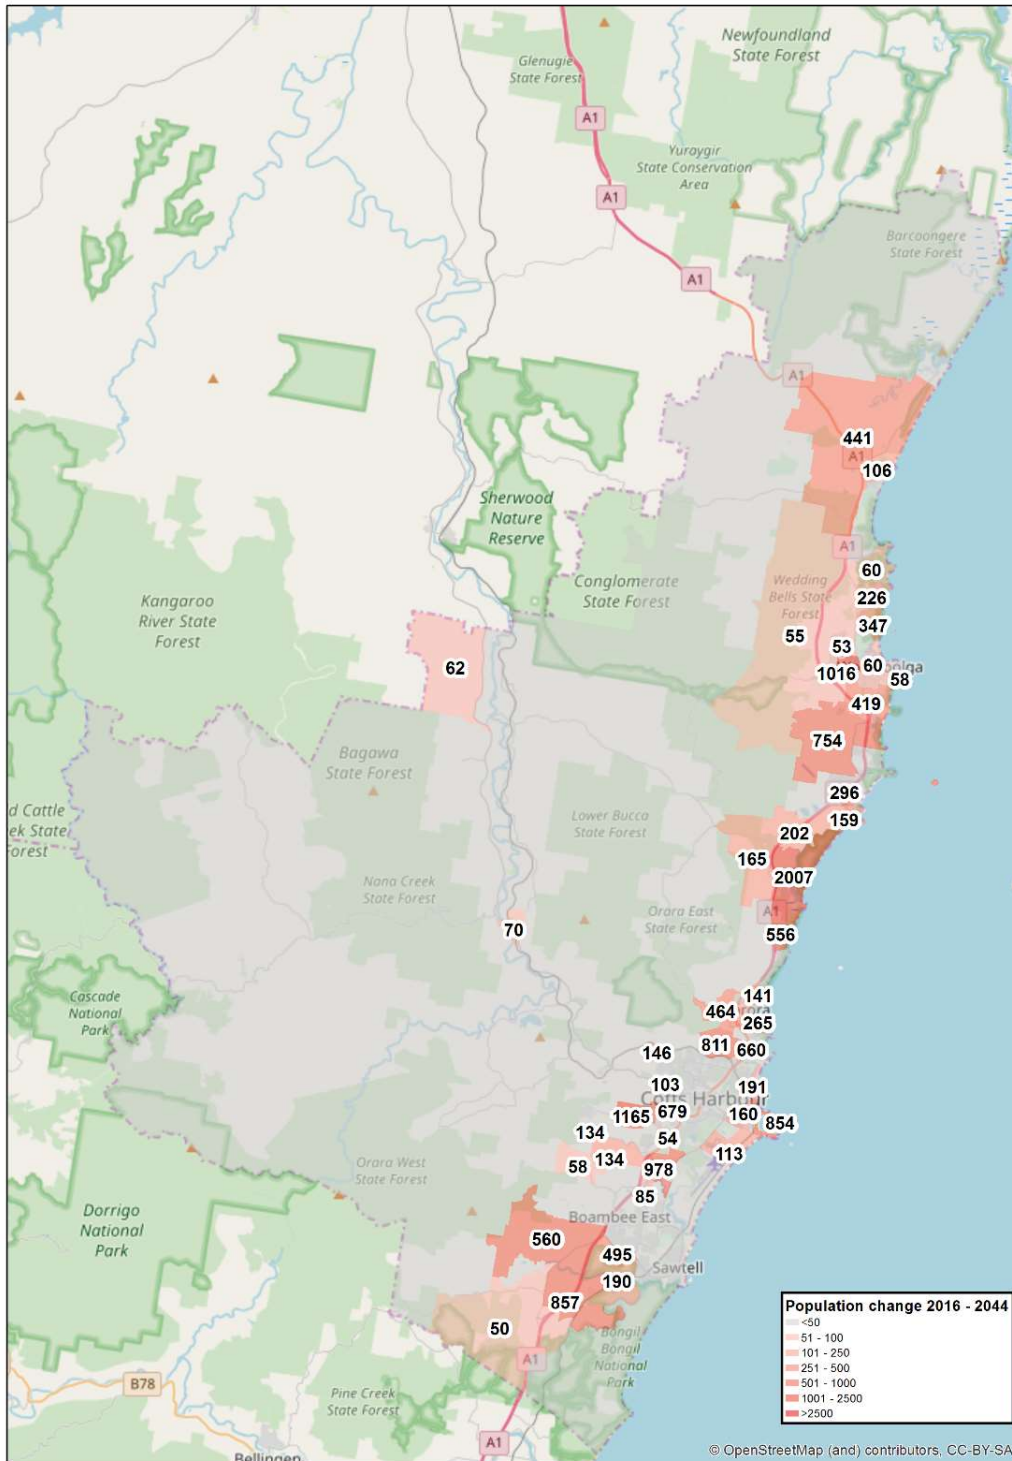 Newfoundland
State Forest
Glenugie
State Forest
A1
Yuraygir
State Conservation
Area
A1
Barcoongere
State Forest
A1
A1
441
A1
106
Sherwood
Nature
Reserve
A1
60
Conglomerate
State Forest
Wedding
Bells State
Forest
226
Kangaroo
River State
Forest
347
55
53
62
60
1016
58
419
754
Bagawa
State Forest
296
d Cattle
ek State
orest
Lower Bucca
State Forest
159
202
165
2007
Nana Creek
State Forest
Orara East
State Forest
A1
70
556
Cascade
National
Park
141
464
265
811
660
146
103
191
Coffs Harbour
1165
679
160
854
134
54
113
58
134
978
Orara West
State Forest
85
Dorrigo
National
Park
Boambee East
560
495
Sawtell
190
857
50
Bongil
Bongil
National
Park
A1
B78
Pine Creek
State Forest
A1
Bellingen
Population change 2016 - 2044
<50
51 - 100
101 - 250
251 - 500
501 - 1000
1001 - 2500
>2500
© OpenStreetMap (and) contributors, CC-BY-SA